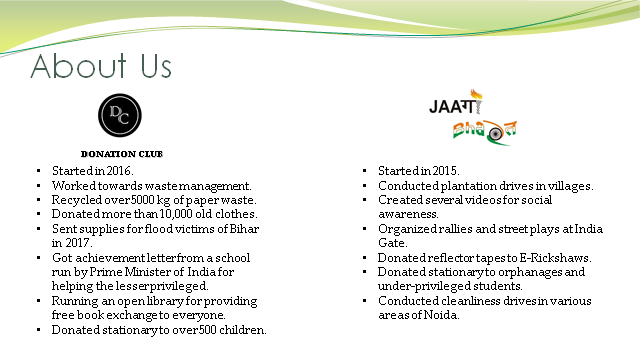 About Us
DC
DONATION CLUB
• Started in 2016.
• Worked towards waste management.
• Recycled over 5000 kg of paper waste.
• Donated more than 10,000 old clothes.
• Sent supplies for flood victims of Bihar
in 2017.
• Got achievement letter from a school
run by Prime Minister of India for
helping the lesser privileged.
• Running an open library for providing
free book exchange to everyone.
• Donated stationary to over 500 children.
• Started in 2015.
• Conducted plantation drives in villages.
• Created several videos for social
awareness.
• Organized rallies and street plays at India
Gate.
• Donated reflector tapes to E-Rickshaws.
• Donated stationary to orphanages and
under-privileged students.
• Conducted cleanliness drives in various
areas of Noida.